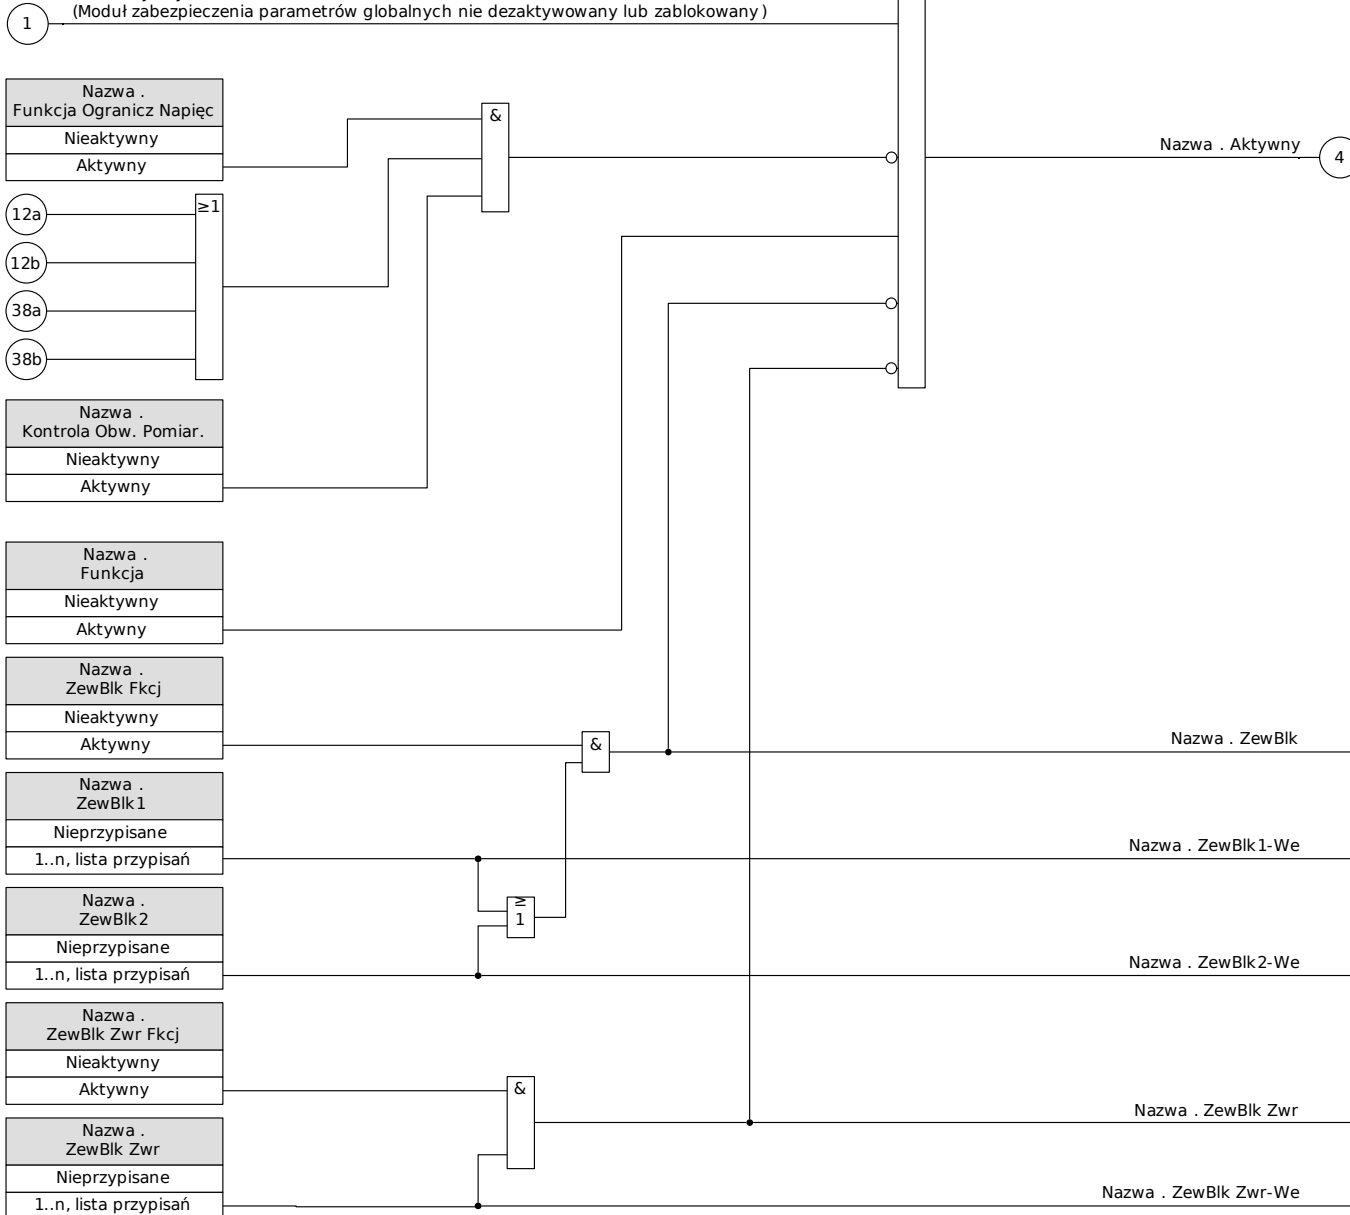 (Moduł zabezpieczenia parametrów globalnych nie dezaktywowany lub zablokowany)
1
Nazwa .
Funkcja Ogranicz Napięc
Nieaktywny
Aktywny
&
Nazwa . Aktywny
4
12a
≥1
12b
38a
38b
Nazwa .
Kontrola Obw. Pomiar.
Nieaktywny
Aktywny
Nazwa .
Funkcja
Nieaktywny
Aktywny
Nazwa .
ZewBlk Fkcj
Nieaktywny
Aktywny
&
Nazwa . ZewBlk
Nazwa .
ZewBlk1
Nieprzypisane
1..n, lista przypisań
Nazwa . ZewBlk1-We
Nazwa .
ZewBlk2
≥
1
Nieprzypisane
1..n, lista przypisań
Nazwa . ZewBlk2-We
Nazwa .
ZewBlk Zwr Fkcj
Nieaktywny
Aktywny
&
Nazwa . ZewBlk Zwr
Nazwa .
ZewBlk Zwr
Nieprzypisane
1..n, lista przypisań
Nazwa . ZewBlk Zwr-We